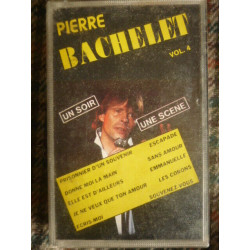 PIERRE
BACHELET
VOL. 4
UN SOIR
UNE SCENE
PRISONNIER D'UN SOUVENIR
DONNE MOI LA MAIN
ELLE EST D'AILLEURS
JE NE VEUX QUE TON AMOUR
ECRIS-MOI
ESCAPADE
SANS AMOUR
EMMANUELLE
LES CORONS
SOUVENEZ-VOUS